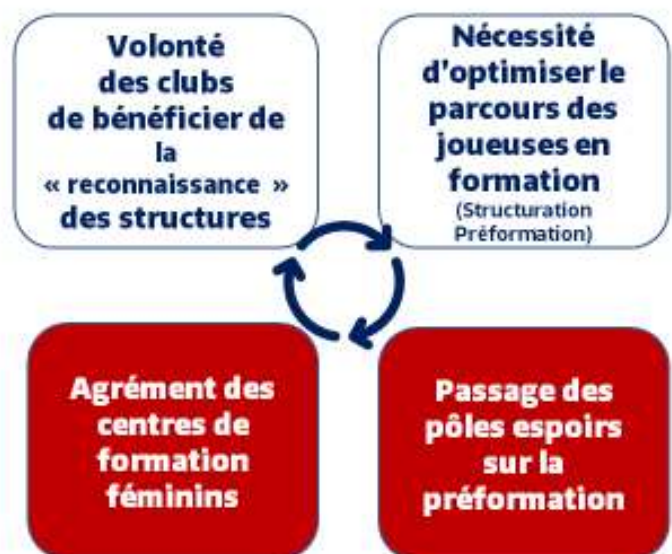 Volonté
des clubs
de bénéficier de
la
« reconnaissance »
des structures
Nécessité
d'optimiser le
parcours des
joueuses en
formation
(Structuration
Préformation)
Agrément des
centres de
formation
féminins
Passage des
pôles espoirs
sur la
préformation